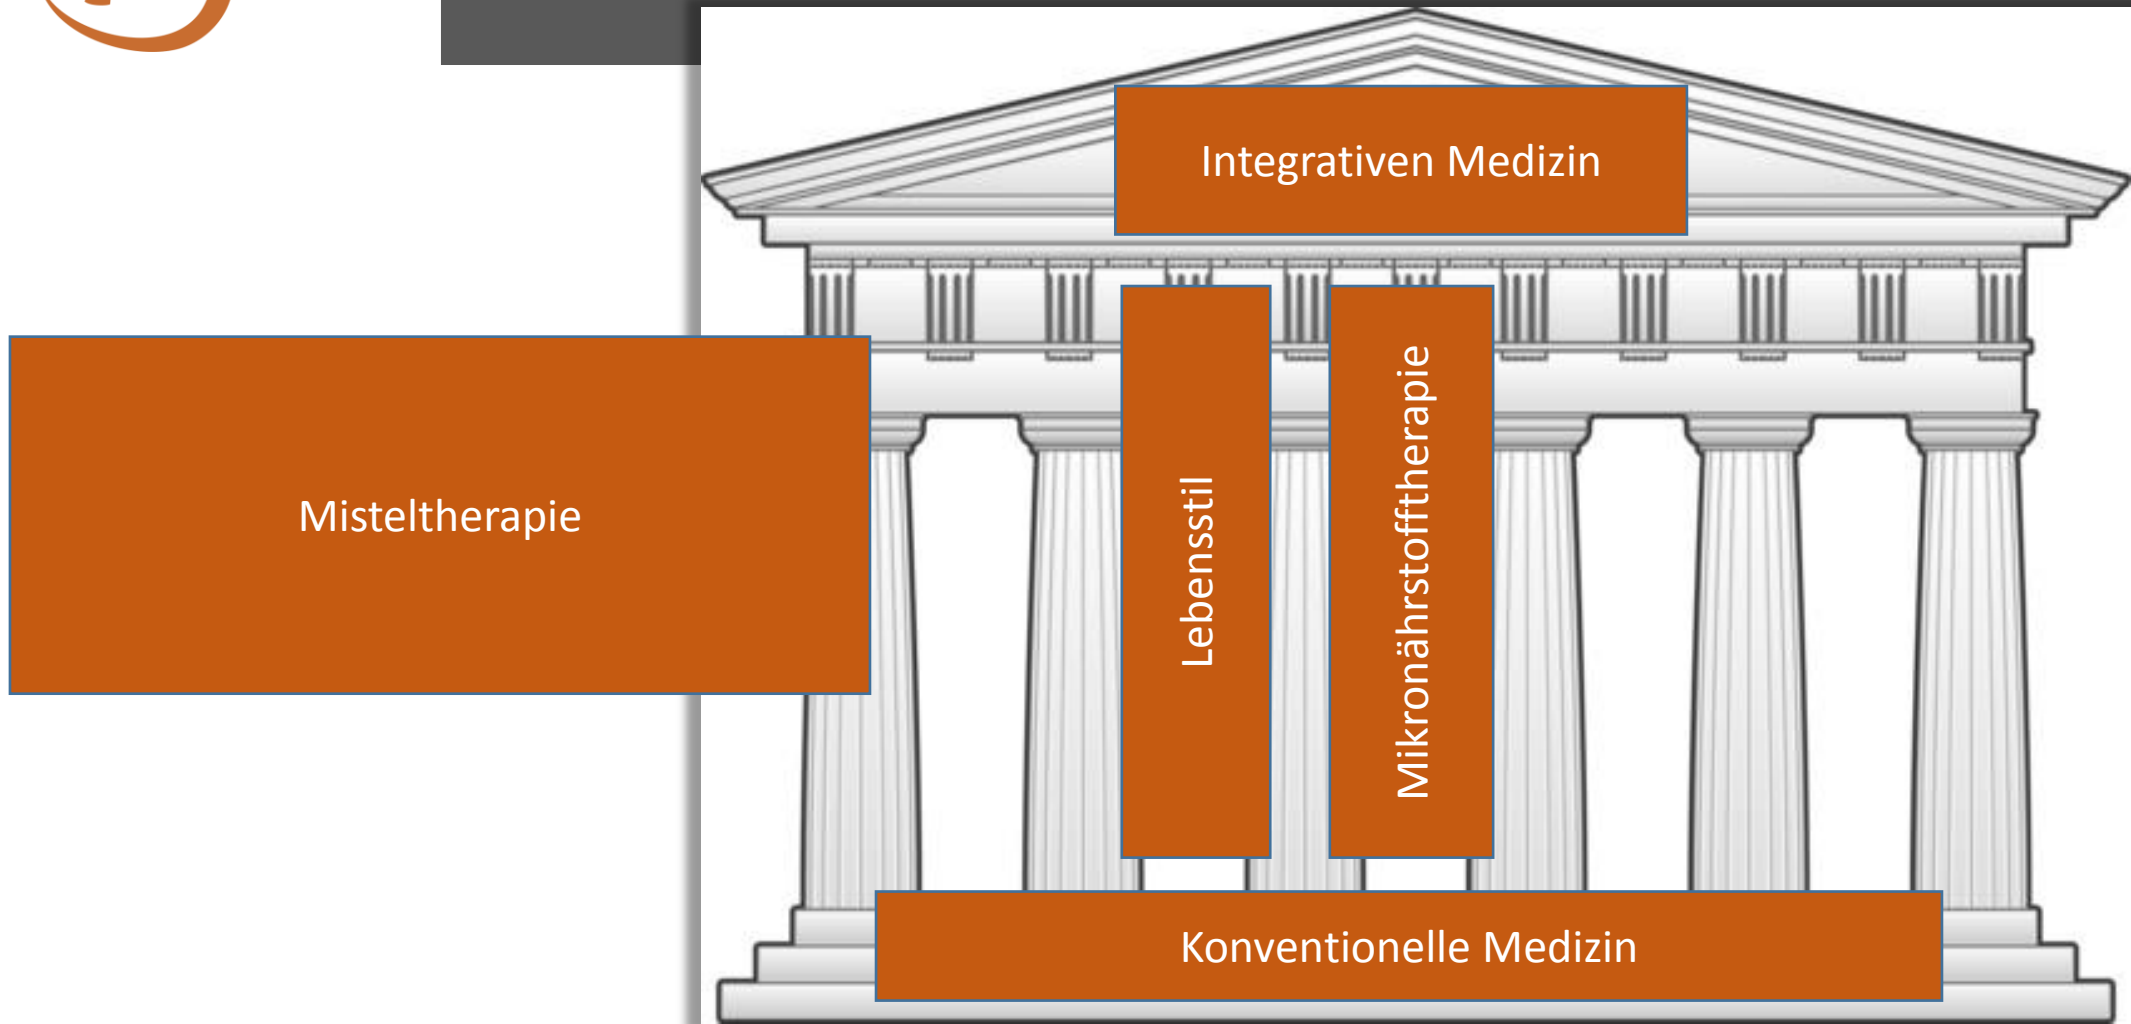 Integrativen Medizin
Misteltherapie
Lebensstil
Mikronährstofftherapie
Konventionelle Medizin